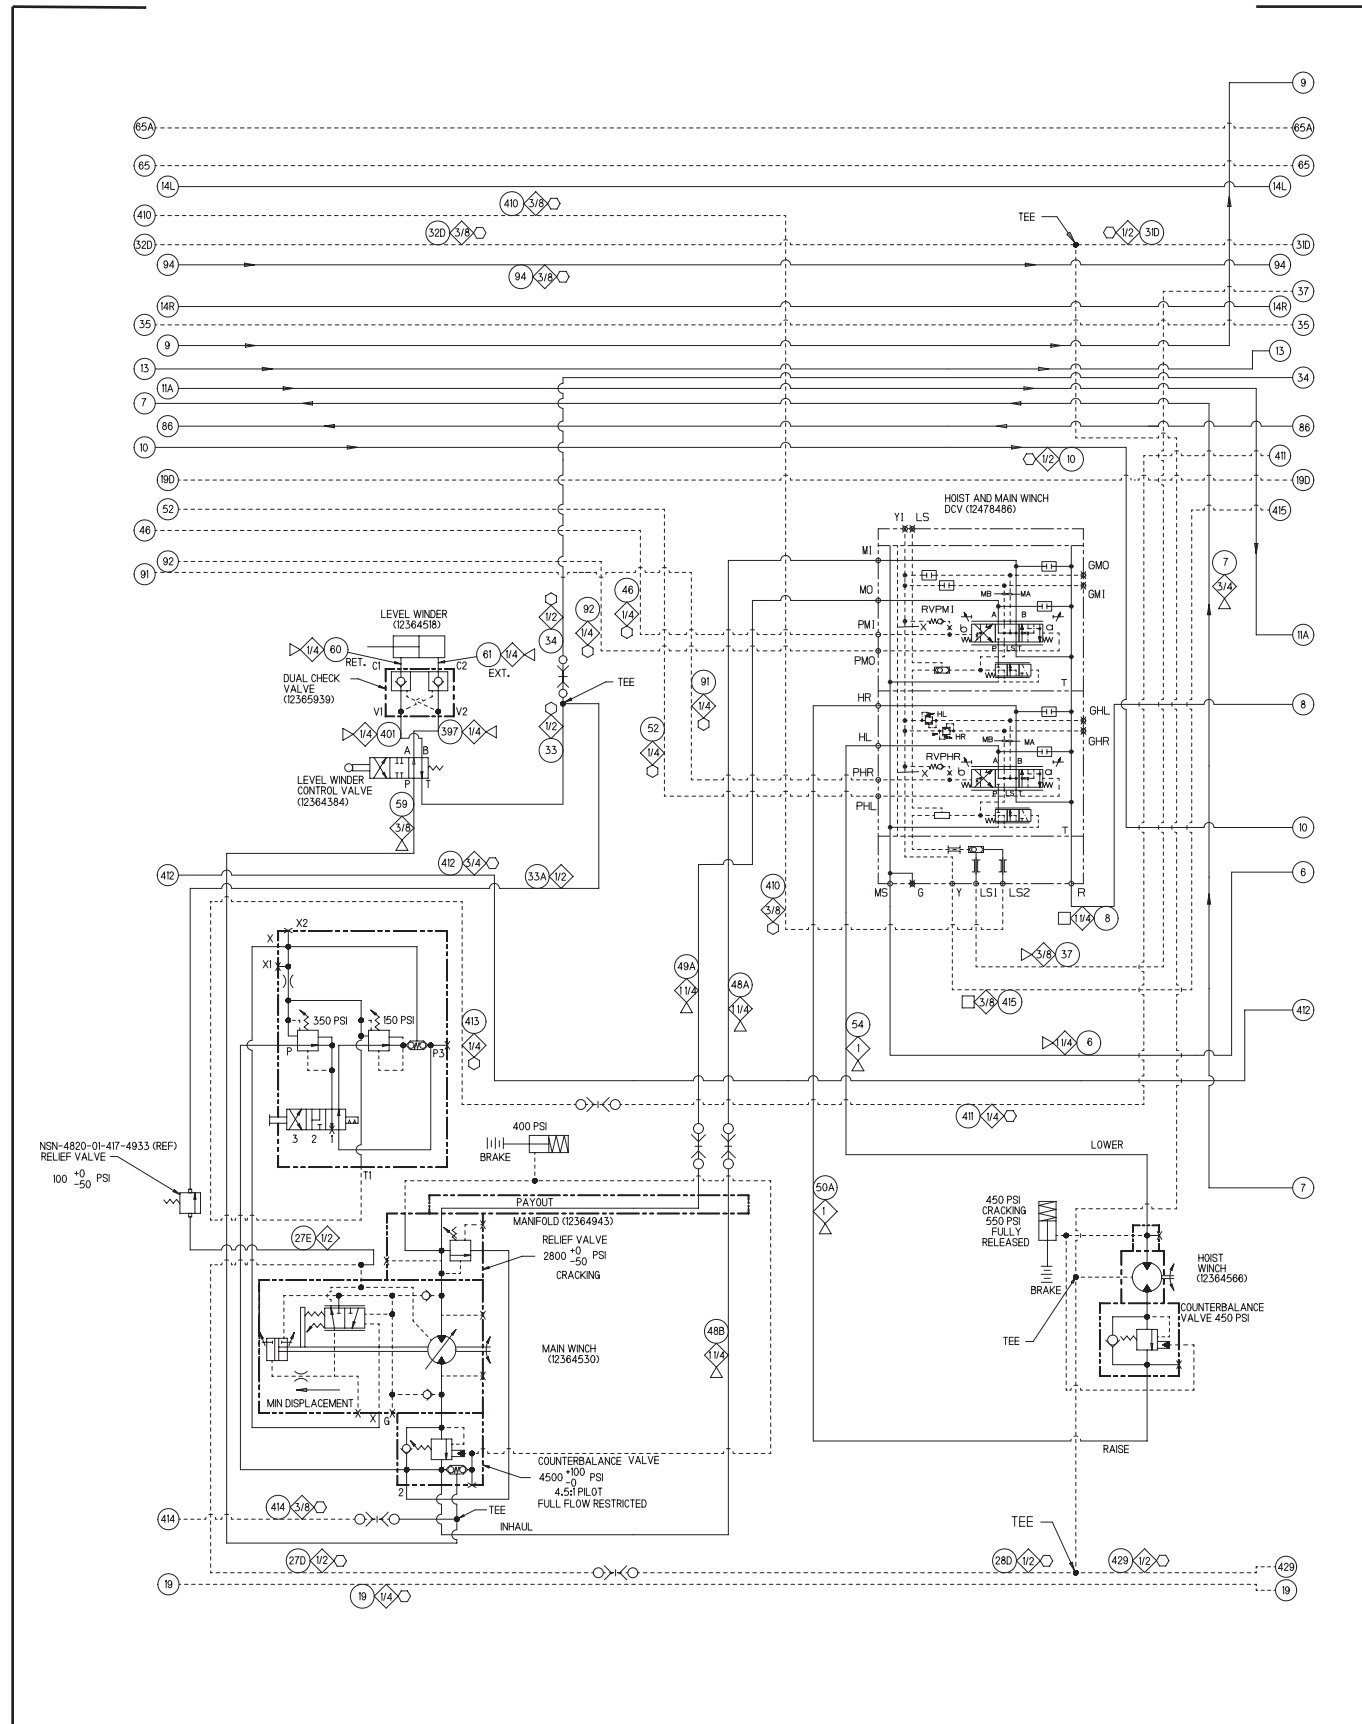 9
65A
65A
65
65
14L
14L
410 3/8
410
TEE
32D 3/8
1/2 31D
32D
31D
94
94
94 3/8
37
14R
14R
35
35
9
13
13
11A
34
7
86
86
10
1/2 10
411
19D
19D
HOIST AND MAIN WINCH
DCV (12478486)
52
415
46
YI LS
92
91
MI
GMO
7
3/4
MO
GMI
MB MA
RVPMI
A B
PMI
P LS T
PMO
T
46
1/4
92
1/4
1/2
34
LEVEL WINDER
(12364518)
1/4 60
RET.
C1
C2
61 1/4
EXT.
11A
DUAL CHECK
VALVE
(12365939)
V1
V2
TEE
1/2
33
91
1/4
52
1/4
1/4 401
397 1/4
A B
P T
LEVEL WINDER
CONTROL VALVE
(12364384)
59
3/8
HR
HL
GHL
8
HL
HR
GHR
MB MA
RVPHR
A B
PHR
P LS T
PHL
T
10
412 3/4
33A 1/2
412
410
3/8
6
MS G Y LS1 LS2 R
1 1/4 8
X X2
X1
3/8 37
49A
1 1/4
48A
1 1/4
3/8 415
350 PSI
150 PSI
413
1/4
412
54
1
P
P3
1 1/4 6
3 2 1
411 1/4
NSN-4820-01-417-4933 (REF)
RELIEF VALVE
100 +0 -50 PSI
T1
400 PSI
BRAKE
LOWER
7
50A
1
PAYOUT
MANIFOLD (12364943)
450 PSI
CRACKING
550 PSI
FULLY
RELEASED
BRAKE
27E 1/2
RELIEF VALVE
2800 +0 -50 PSI
CRACKING
HOIST
WINCH
(12364566)
COUNTERBALANCE
VALVE 450 PSI
TEE
48B
1 1/4
MAIN WINCH
(12364530)
MIN DISPLACEMENT
X G
RAISE
COUNTERBALANCE VALVE
4500 +100 -0 PSI
4.5:1 PILOT
FULL FLOW RESTRICTED
2
414 3/8
TEE
414
INHAUL
TEE
27D 1/2
28D 1/2
429 1/2
429
19
19
19 1/4